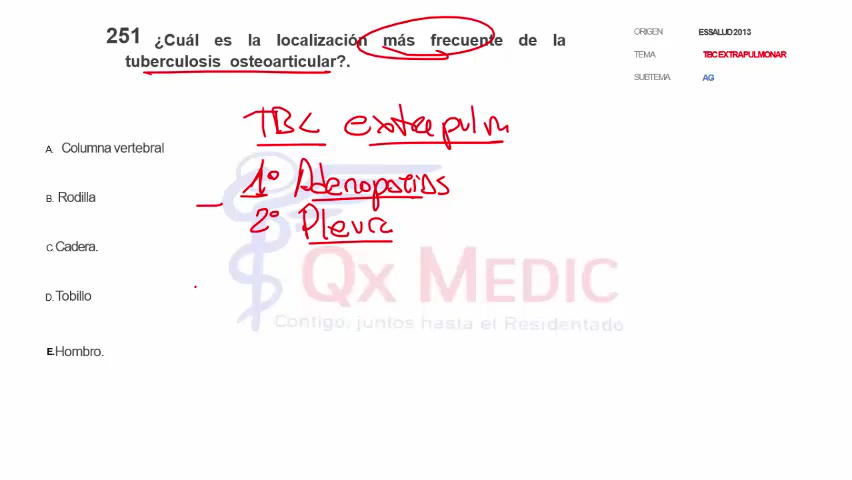 251 ¿Cuál es la localización más frecuente de la
tuberculosis osteoarticular?.
ORIGEN ESSALUD 2013
TEMA TBC EXTRAPULMONAR
SUBTEMA AG
TBC extrapulm
A. Columna vertebral
1° Adenopatias
B. Rodilla
2° Pleura
C. Cadera.
QX MEDIC
D. Tobillo
Contigo, juntos hasta el Residentado
E. Hombro.